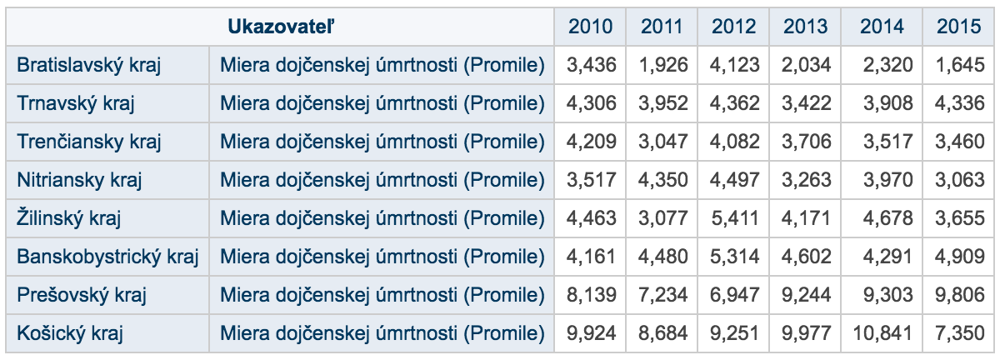 Ukazovateľ 2010 2011 2012 2013 2014 2015
Bratislavský kraj Miera dojčenskej úmrtnosti (Promile) 3,436 1,926 4,123 2,034 2,320 1,645
Trnavský kraj Miera dojčenskej úmrtnosti (Promile) 4,306 3,952 4,362 3,422 3,908 4,336
Trenčiansky kraj Miera dojčenskej úmrtnosti (Promile) 4,209 3,047 4,082 3,706 3,517 3,460
Nitriansky kraj Miera dojčenskej úmrtnosti (Promile) 3,517 4,350 4,497 3,263 3,970 3,063
Žilinský kraj Miera dojčenskej úmrtnosti (Promile) 4,463 3,077 5,411 4,171 4,678 3,655
Banskobystrický kraj Miera dojčenskej úmrtnosti (Promile) 4,161 4,480 5,314 4,602 4,291 4,909
Prešovský kraj Miera dojčenskej úmrtnosti (Promile) 8,139 7,234 6,947 9,244 9,303 9,806
Košický kraj Miera dojčenskej úmrtnosti (Promile) 9,924 8,684 9,251 9,977 10,841 7,350